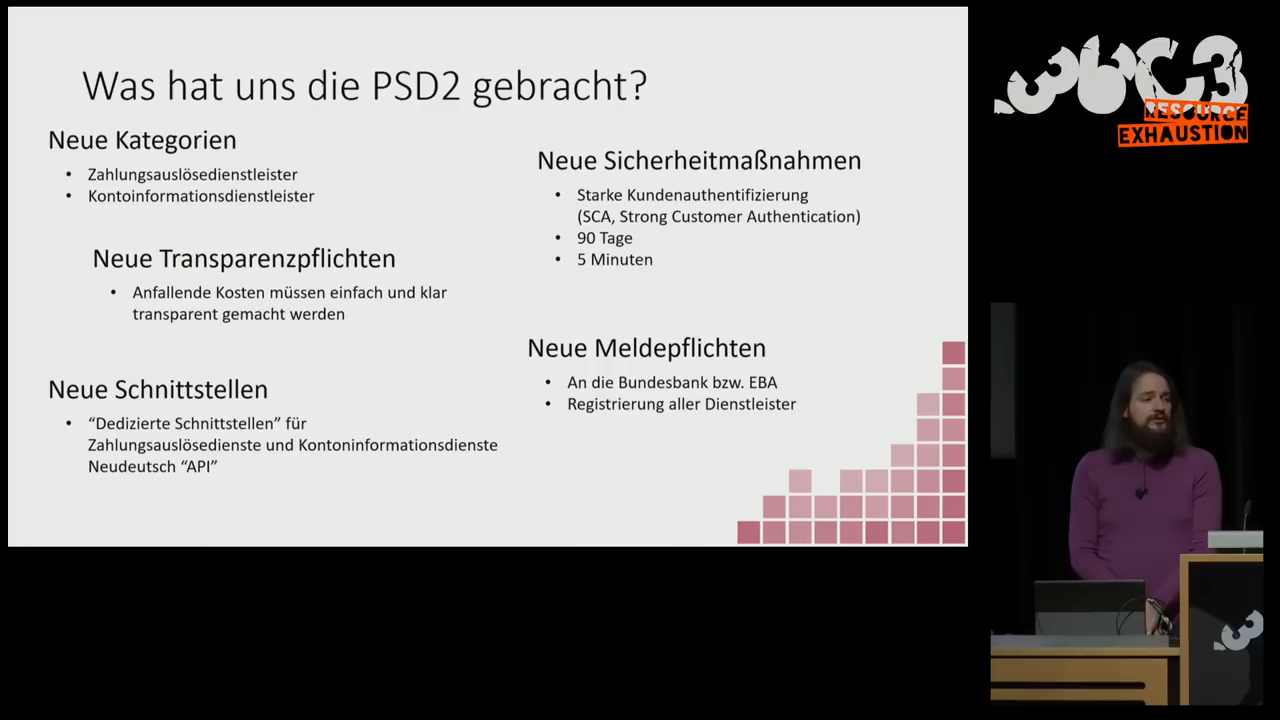 Was hat uns die PSD2 gebracht?
Neue Kategorien
• Zahlungsauslösedienstleister
• Kontoinformationsdienstleister
Neue Transparenzpflichten
• Anfallende Kosten müssen einfach und klar
transparent gemacht werden
Neue Schnittstellen
• “Dedizierte Schnittstellen” für
Zahlungsauslösedienste und Kontoninformationsdienste
Neudeutsch “API”
Neue Sicherheitmaßnahmen
• Starke Kundenauthentifizierung
(SCA, Strong Customer Authentication)
• 90 Tage
• 5 Minuten
Neue Meldepflichten
• An die Bundesbank bzw. EBA
• Registrierung aller Dienstleister
36C3
RESOURCE
EXHAUSTION
3